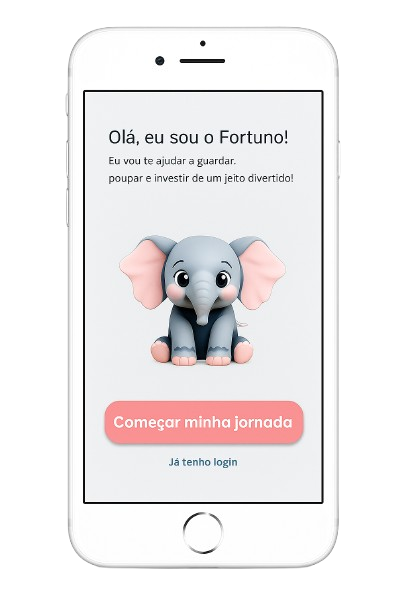 Olá, eu sou o Fortuno!
Eu vou te ajudar a guardar.
poupar e investir de um jeito divertido!
Começar minha jornada
Já tenho login